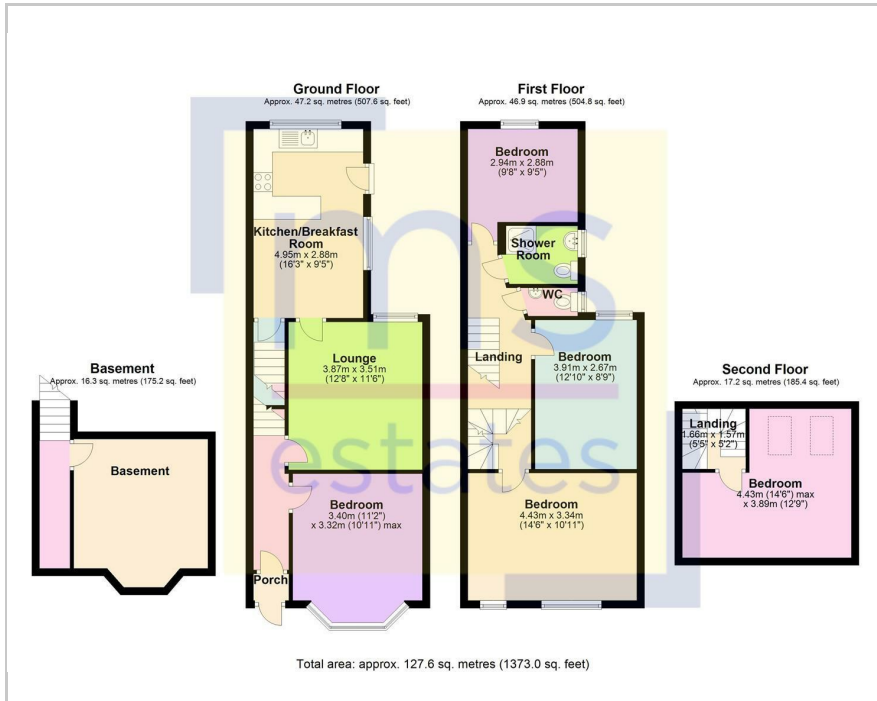 Ground Floor
Approx. 47.2 sq. metres (507.6 sq. feet)
Kitchen/Breakfast
Room
4.95m x 2.88m
(16'3" x 9'5")
Lounge
3.87m x 3.51m
(12'8" x 11'6")
Bedroom
3.40m (11'2")
x 3.32m (10'11") max
Porch
First Floor
Approx. 46.9 sq. metres (504.8 sq. feet)
Bedroom
2.94m x 2.88m
(9'8" x 9'5")
Shower
Room
WC
Landing
Bedroom
3.91m x 2.67m
(12'10" x 8'9")
Bedroom
4.43m x 3.34m
(14'6" x 10'11")
Basement
Approx. 16.3 sq. metres (175.2 sq. feet)
Basement
Second Floor
Approx. 17.2 sq. metres (185.4 sq. feet)
Landing
1.66m x 1.57m
(5'5" x 5'2")
Bedroom
4.43m (14'6") max
x 3.89m (12'9")
ms
estates
Total area: approx. 127.6 sq. metres (1373.0 sq. feet)